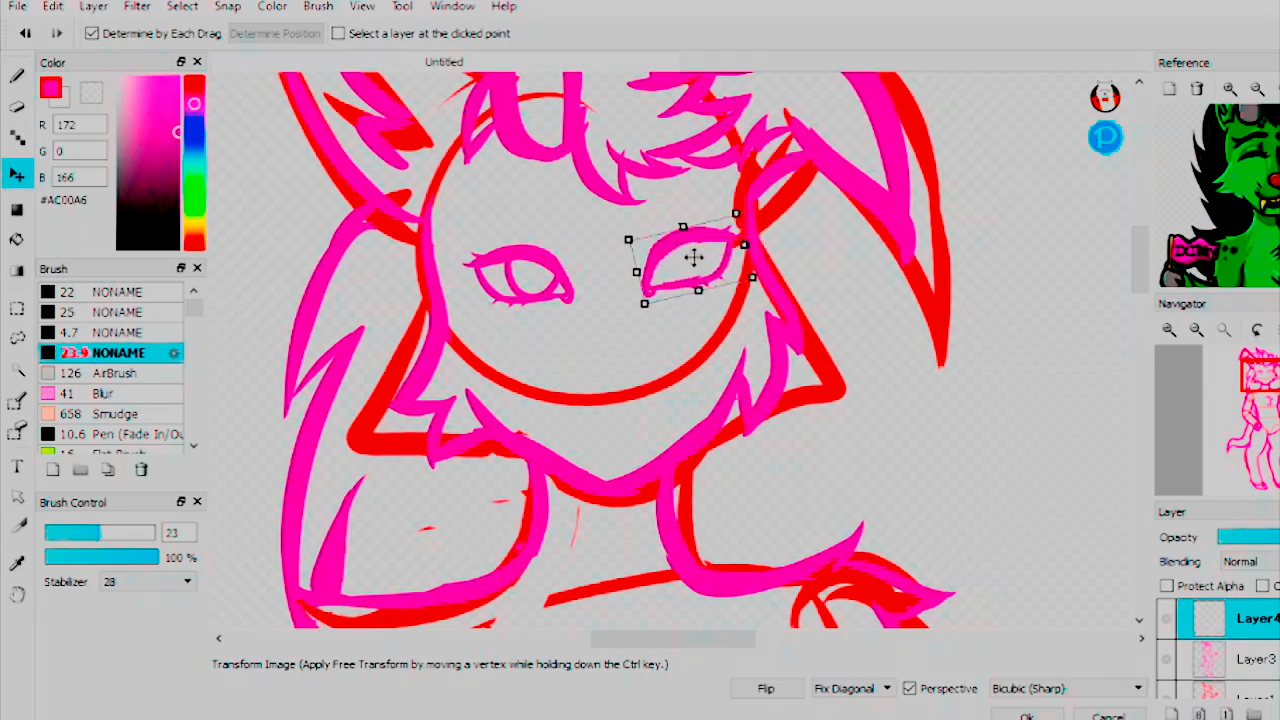 File Edit Layer Filter Select Snap Color Brush View Tool Window Help
Determine by Each Drag Determine Position Select a layer at the clicked point
Color
Untitled
Reference
R 172
G 0
B 166
#AC00A6
Brush
22 NONAME
25 NONAME
4.7 NONAME
23.9 NONAME
126 AirBrush
41 Blur
658 Smudge
10.6 Pen (Fade In/Ou
Navigator
Brush Control
23
100 %
Stabilizer 28
Layer
Opacity
Blending Normal
Protect Alpha
Layer4
Layer3
Transform Image (Apply Free Transform by moving a vertex while holding down the Ctrl key.)
Flip Fix Diagonal Perspective Bicubic (Sharp)
Ok Cancel